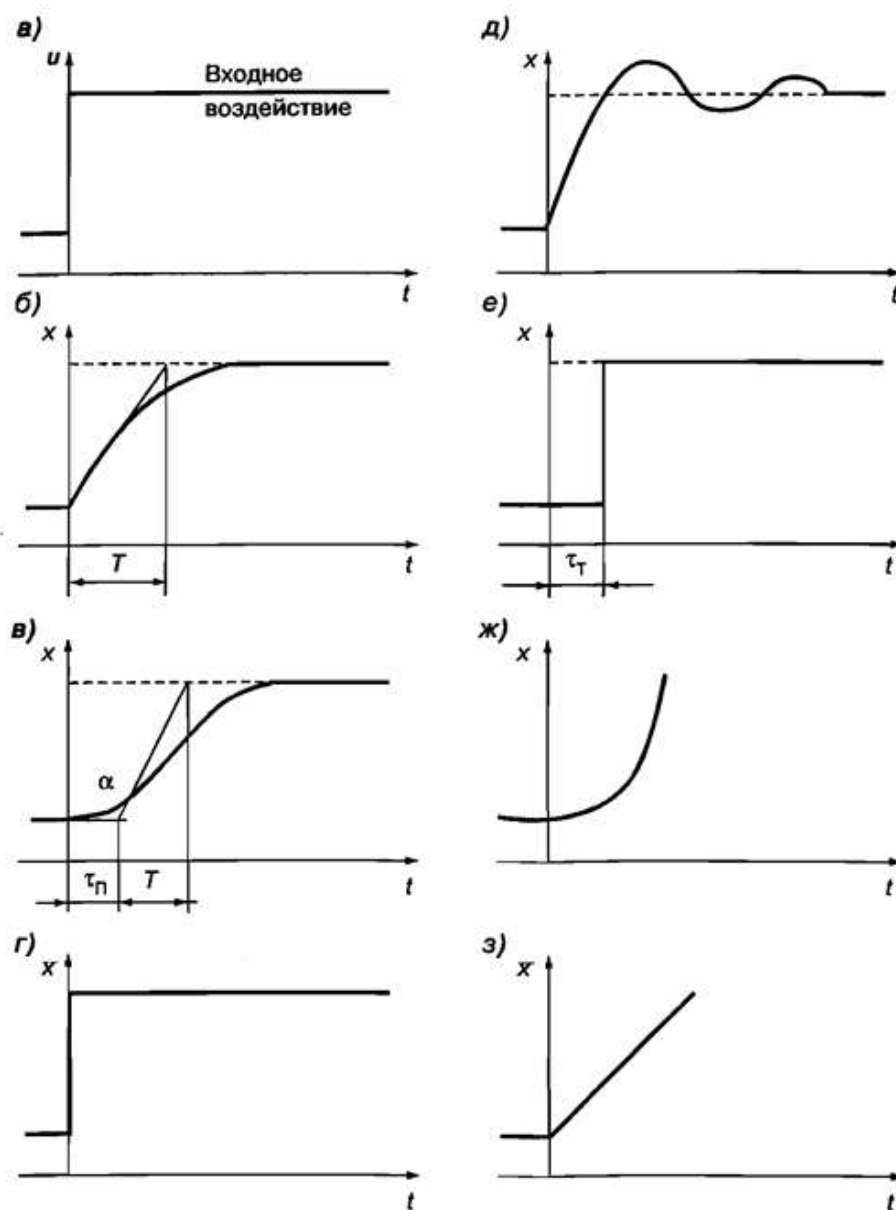 а)
u
Входное
воздействие
t
б)
x
T
t
в)
x
α
τп
T
t
г)
x
t
д)
x
t
е)
x
τт
t
ж)
x
t
з)
x
t